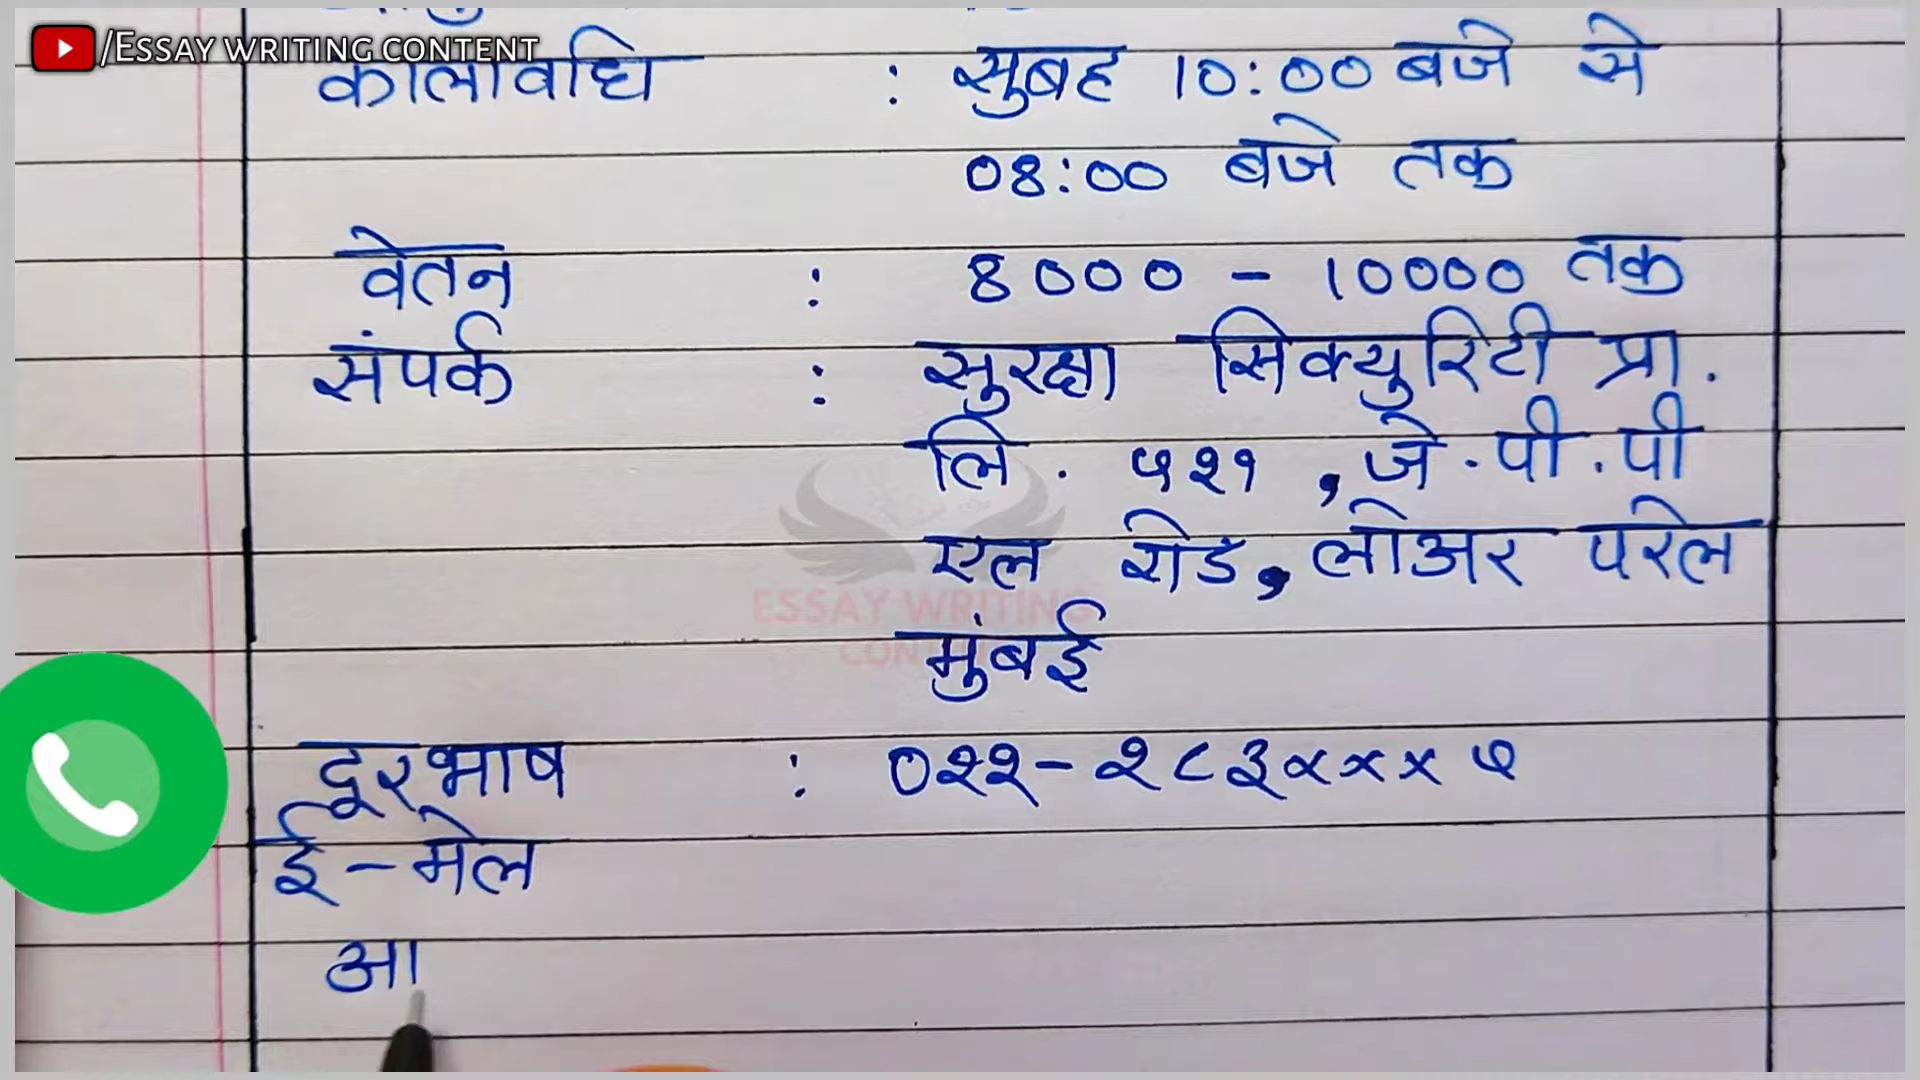 /ESSAY WRITING CONTENT
कालावधि : सुबह 10:00 बजे से
08:00 बजे तक
वेतन : 8000 - 10000 तक
संपर्क : सुरक्षा सिक्युरिटी प्रा.
लि. ५२१, जे.पी.पी
एल रोड, लोअर परेल
ESSAY WRITING
मुंबई
दूरभाष : ०२२-२८३xxx५
ई-मेल
आ